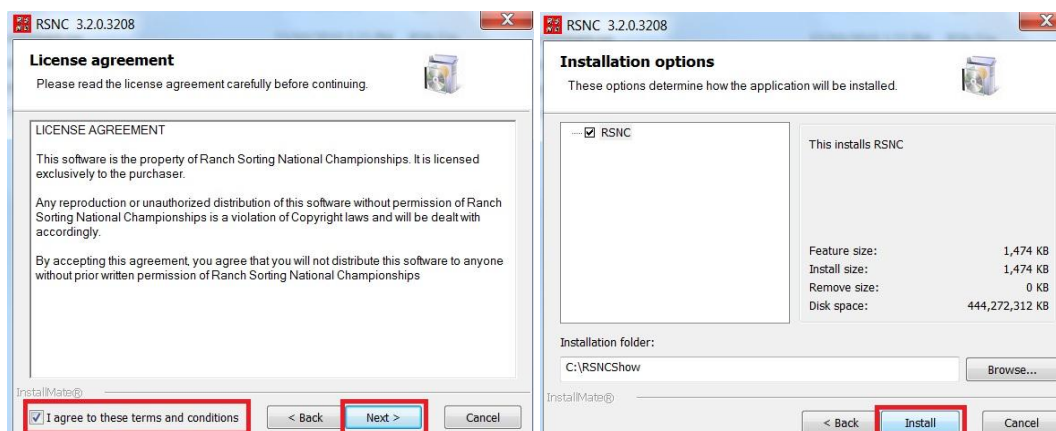 RSNC 3.2.0.3208
License agreement
Please read the license agreement carefully before continuing.
LICENSE AGREEMENT
This software is the property of Ranch Sorting National Championships. It is licensed
exclusively to the purchaser.
Any reproduction or unauthorized distribution of this software without permission of Ranch
Sorting National Championships is a violation of Copyright laws and will be dealt with
accordingly.
By accepting this agreement, you agree that you will not distribute this software to anyone
without prior written permission of Ranch Sorting National Championships
InstallMate®
I agree to these terms and conditions
< Back
Next >
Cancel
RSNC 3.2.0.3208
Installation options
These options determine how the application will be installed.
RSNC
This installs RSNC
Feature size: 1,474 KB
Install size: 1,474 KB
Remove size: 0 KB
Disk space: 444,272,312 KB
Installation folder:
C:\RSNCShow
Browse...
InstallMate®
< Back
Install
Cancel